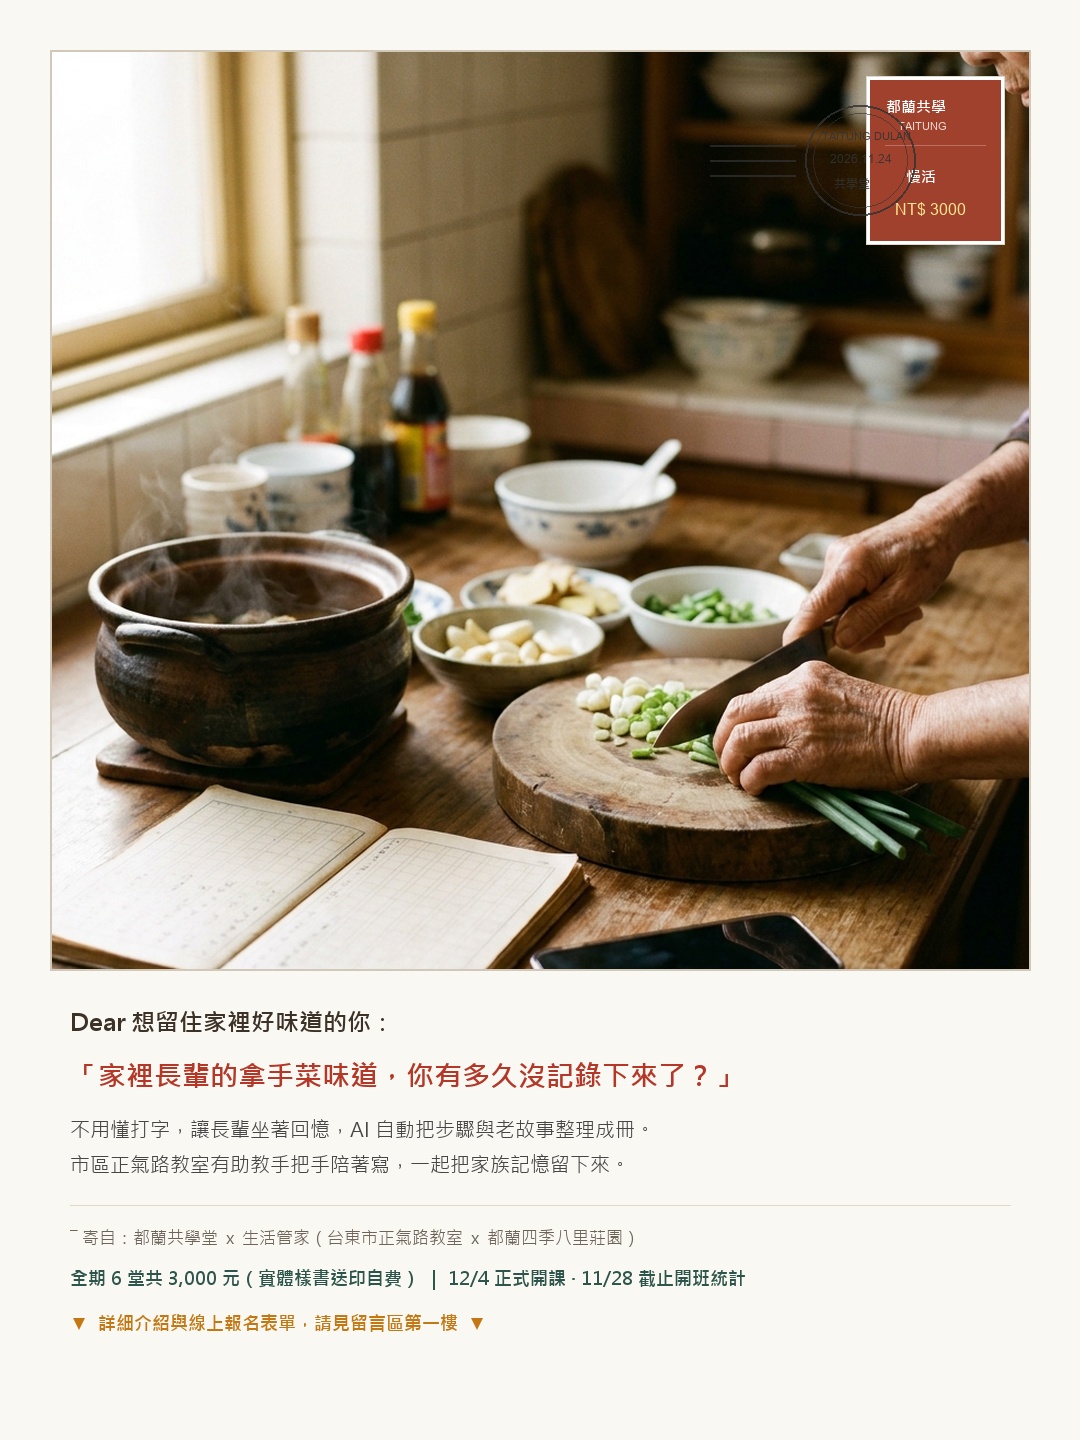 都蘭共學
TAITUNG
慢活
NT$ 3000
TAITUNG DULAN
2026.11.24
共學堂
Dear 想留住家裡好味道的你：
「家裡長輩的拿手菜味道，你有多久沒記錄下來了？」
不用懂打字，讓長輩坐著回憶，AI 自動把步驟與老故事整理成冊。
市區正氣路教室有助教手把手陪著寫，一起把家族記憶留下來。
寄自：都蘭共學堂 x 生活管家（台東市正氣路教室 x 都蘭四季八里莊園）
全期 6 堂共 3,000 元（實體樣書送印自費）｜ 12/4 正式開課 · 11/28 截止開班統計
▼ 詳細介紹與線上報名表單，請見留言區第一樓 ▼